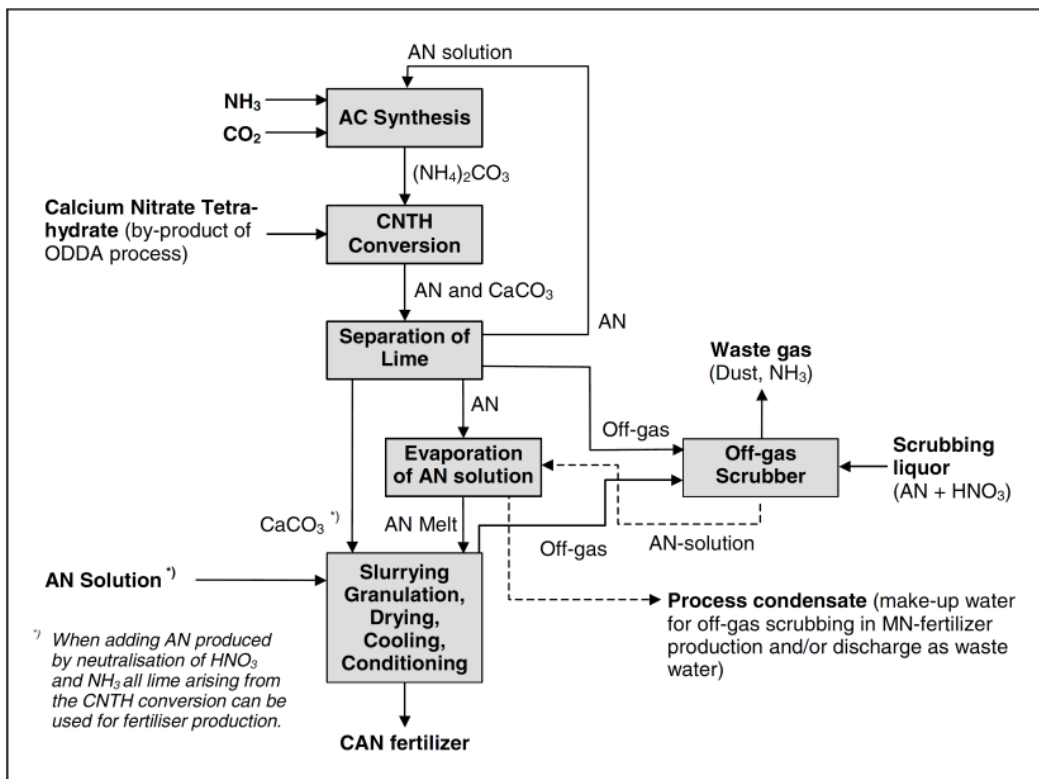 AN solution
NH₃
CO₂
AC Synthesis
(NH₄)₂CO₃
Calcium Nitrate Tetra-
hydrate (by-product of
ODDA process)
CNTH
Conversion
AN and CaCO₃
AN
Separation of
Lime
Waste gas
(Dust, NH₃)
AN
Off-gas
Evaporation
of AN solution
Off-gas
Scrubber
Scrubbing
liquor
(AN + HNO₃)
CaCO₃ *)
AN Melt
Off-gas
AN-solution
AN Solution *)
Slurrying
Granulation,
Drying,
Cooling,
Conditioning
Process condensate (make-up water
for off-gas scrubbing in MN-fertilizer
production and/or discharge as waste
water)
*) When adding AN produced
by neutralisation of HNO₃
and NH₃ all lime arising from
the CNTH conversion can be
used for fertiliser production.
CAN fertilizer